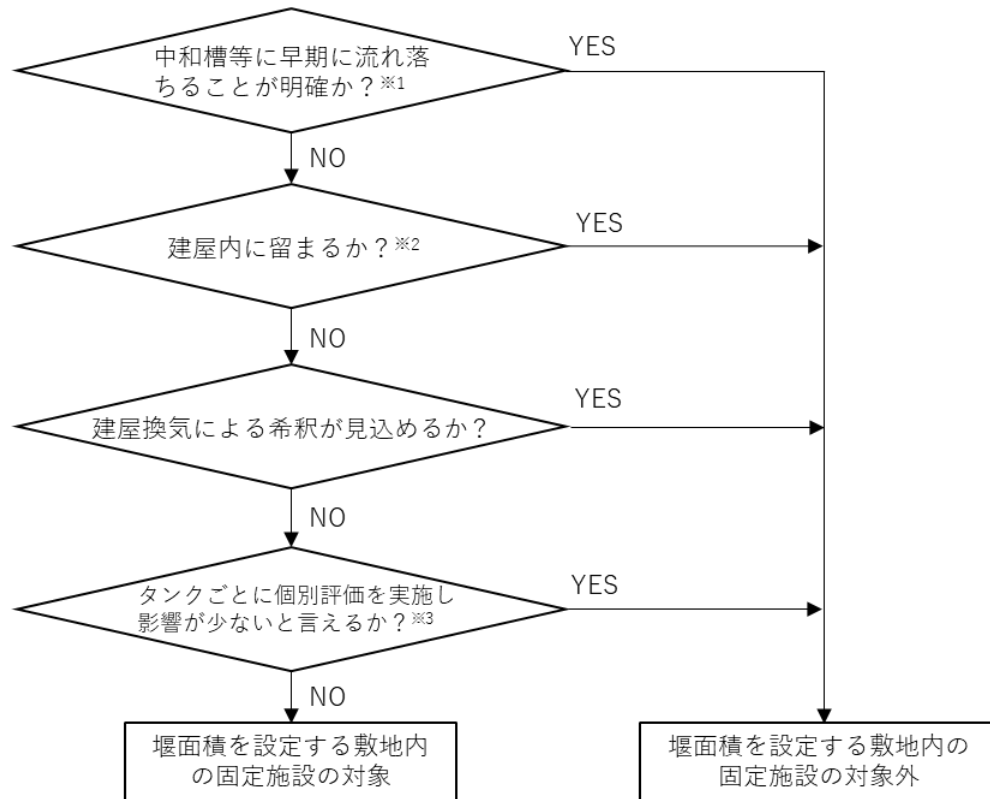 中和槽等に早期に流れ落
ちることが明確か？※1
YES
NO
建屋内に留まるか？※2
YES
NO
建屋換気による希釈が見込めるか？
YES
NO
タンクごとに個別評価を実施し
影響が少ないと言えるか？※3
YES
NO
堰面積を設定する敷地内
の固定施設の対象
堰面積を設定する敷地内の
固定施設の対象外